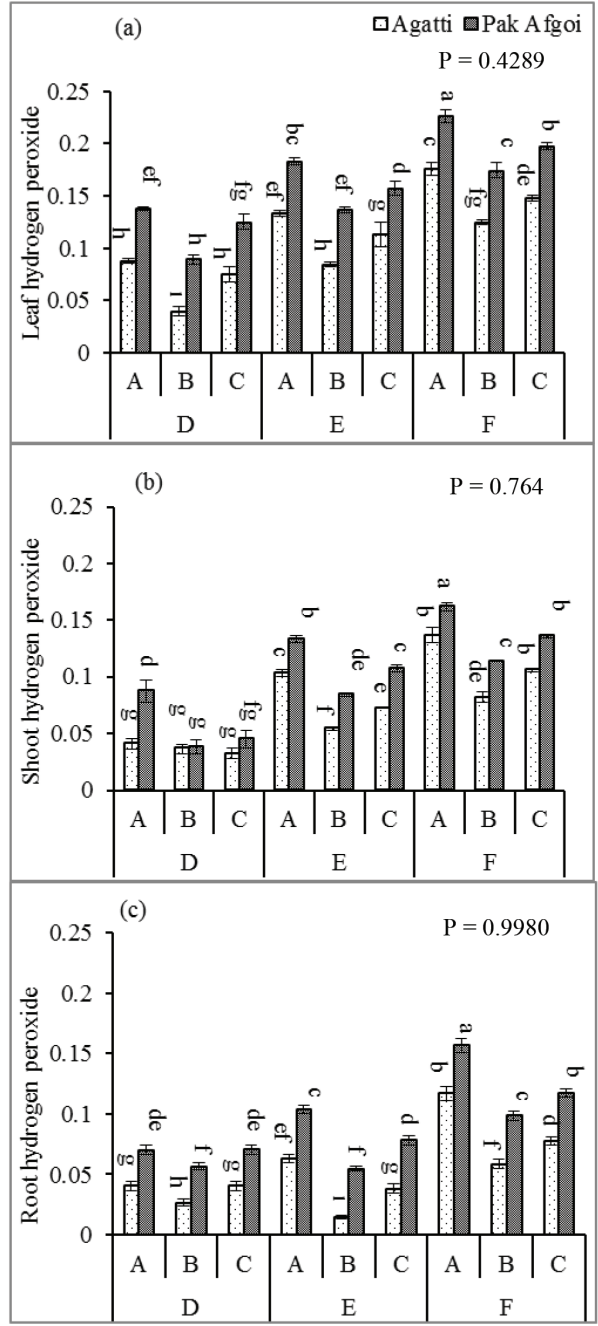 (a)
Agatti Pak Afgoi
P = 0.4289
Leaf hydrogen peroxide
0.25
0.2
0.15
0.1
0.05
0
h ef i h h fg ef bc h ef g d c a fg c de b
A B C A B C A B C
D E F
(b)
P = 0.764
Shoot hydrogen peroxide
0.25
0.2
0.15
0.1
0.05
0
g d g g g fg c b f de e c b a de c b b
A B C A B C A B C
D E F
(c)
P = 0.9980
Root hydrogen peroxide
0.25
0.2
0.15
0.1
0.05
0
g de h f g de ef c i f g d b a f c d b
A B C A B C A B C
D E F